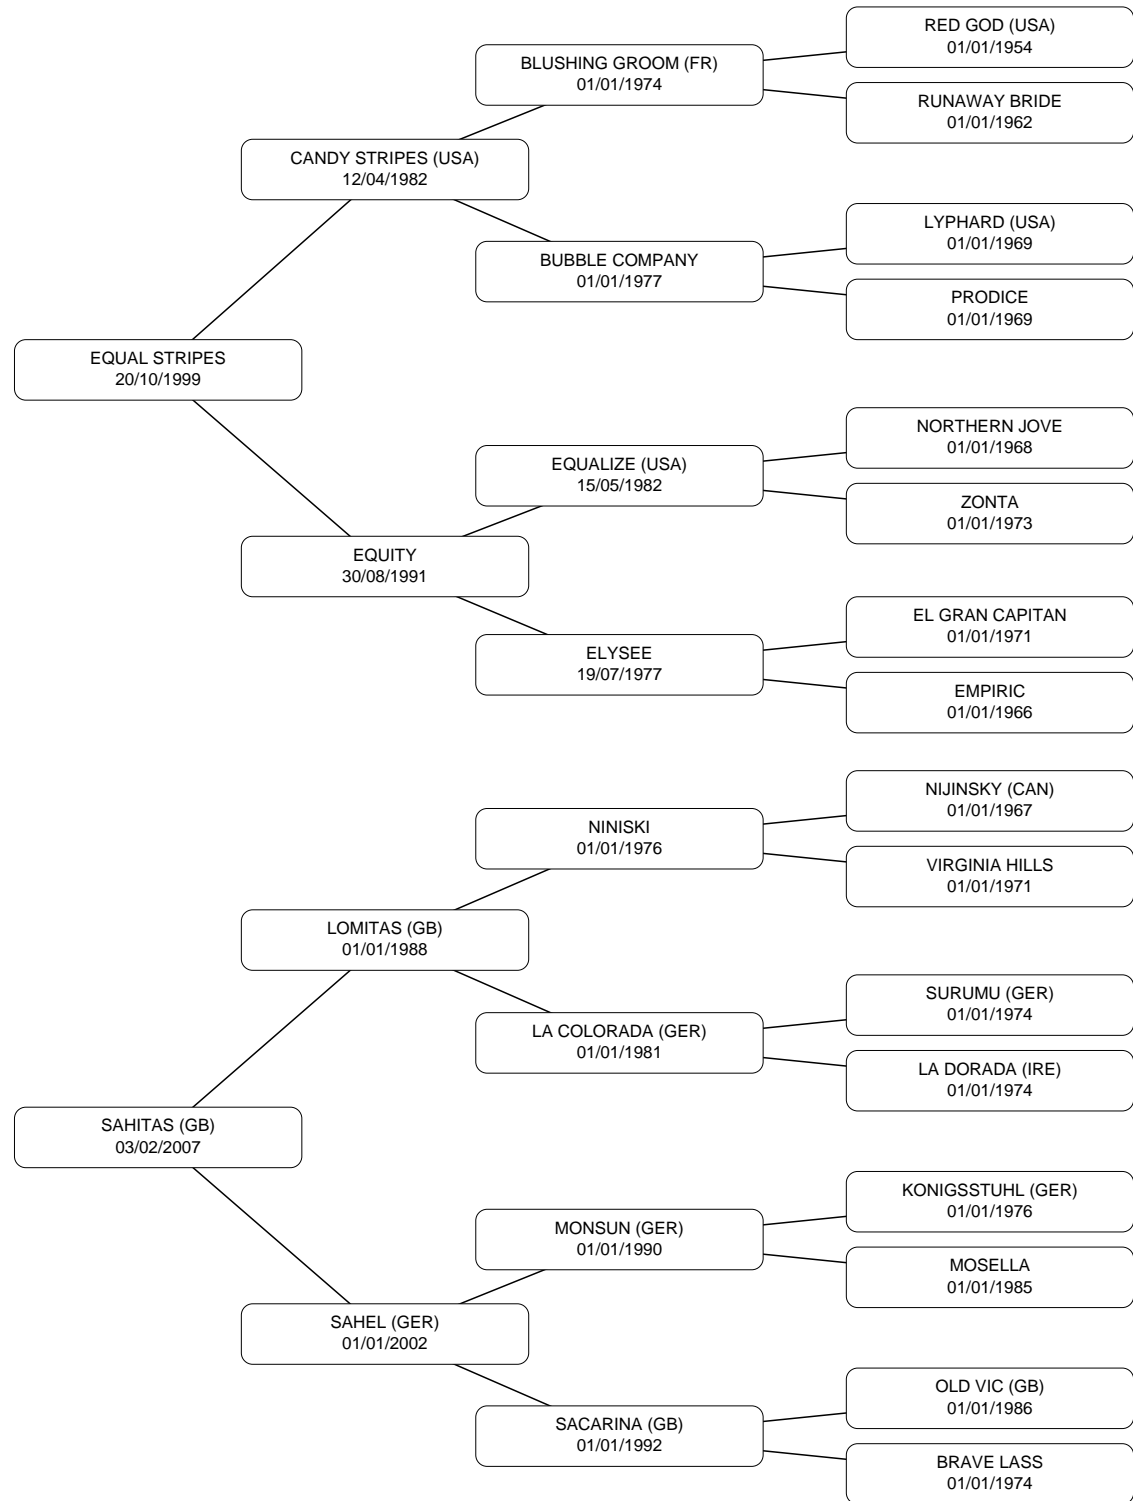 RED GOD (USA)
01/01/1954
BLUSHING GROOM (FR)
01/01/1974
RUNAWAY BRIDE
01/01/1962
CANDY STRIPES (USA)
12/04/1982
LYPHARD (USA)
01/01/1969
BUBBLE COMPANY
01/01/1977
PRODICE
01/01/1969
EQUAL STRIPES
20/10/1999
NORTHERN JOVE
01/01/1968
EQUALIZE (USA)
15/05/1982
ZONTA
01/01/1973
EQUITY
30/08/1991
EL GRAN CAPITAN
01/01/1971
ELYSEE
19/07/1977
EMPIRIC
01/01/1966
NIJINSKY (CAN)
01/01/1967
NINISKI
01/01/1976
VIRGINIA HILLS
01/01/1971
LOMITAS (GB)
01/01/1988
SURUMU (GER)
01/01/1974
LA COLORADA (GER)
01/01/1981
LA DORADA (IRE)
01/01/1974
SAHITAS (GB)
03/02/2007
KONIGSSTUHL (GER)
01/01/1976
MONSUN (GER)
01/01/1990
MOSELLA
01/01/1985
SAHEL (GER)
01/01/2002
OLD VIC (GB)
01/01/1986
SACARINA (GB)
01/01/1992
BRAVE LASS
01/01/1974